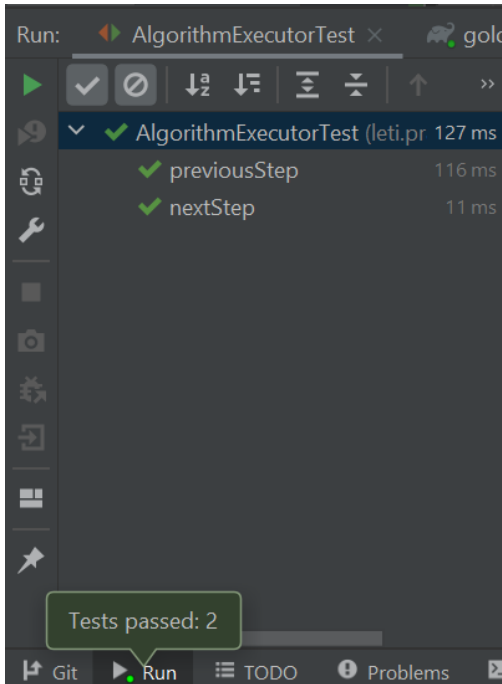 Run: AlgorithmExecutorTest × gold
AlgorithmExecutorTest (leti.pr 127 ms
previousStep 116 ms
nextStep 11 ms
Tests passed: 2
Git Run TODO Problems